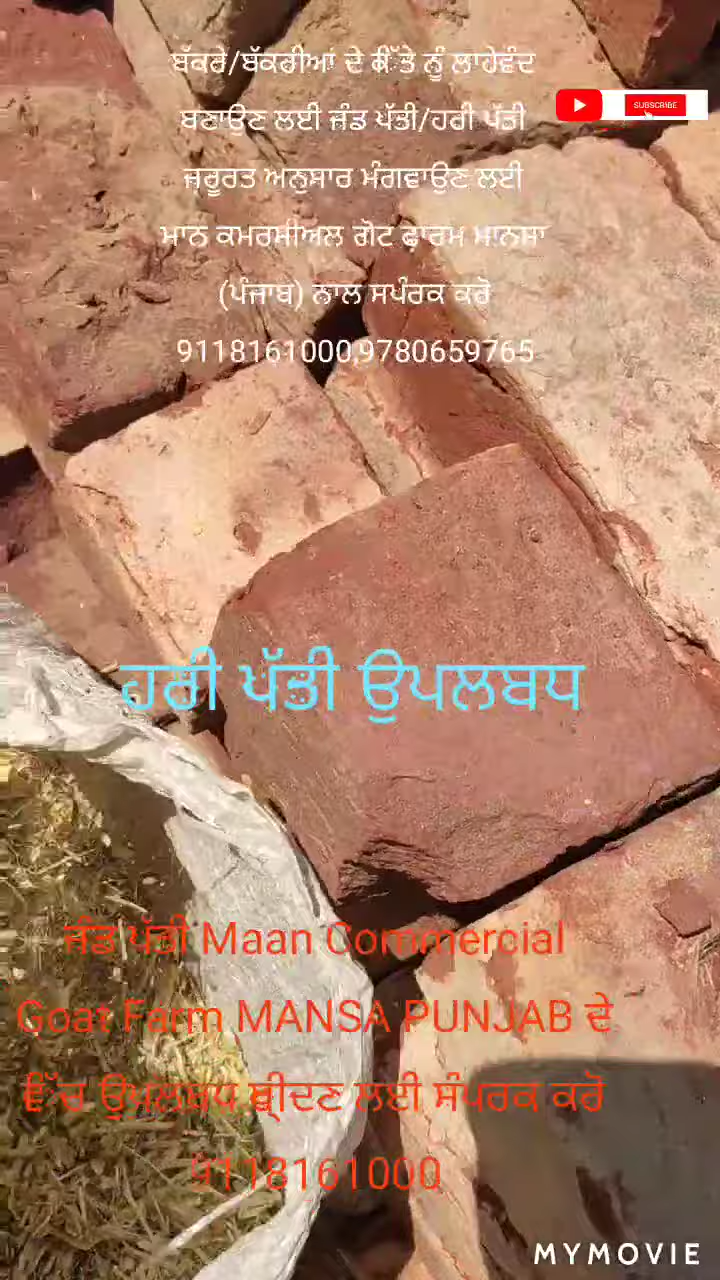 ਬੱਕਰੇ/ਬੱਕਰੀਆਂ ਦੇ ਕਿੱਤੇ ਨੂੰ ਲਾਹੇਵੰਦ
SUBSCRIBE
ਬਣਾਉਣ ਲਈ ਜੰਡ ਪੱਤੀ/ਹਰੀ ਪੱਤੀ
ਜ਼ਰੂਰਤ ਅਨੁਸਾਰ ਮੰਗਵਾਉਣ ਲਈ
ਮਾਨ ਕਮਰਸੀਅਲ ਗੋਟ ਫ਼ਾਰਮ ਮਾਨਸਾ
(ਪੰਜਾਬ) ਨਾਲ ਸਪੰਰਕ ਕਰੋ
9118161000,9780659765
ਹਰੀ ਪੱਤੀ ਉਪਲਬਧ
ਜੰਡ ਪੱਤੀ Maan Commercial
Goat Farm MANSA PUNJAB ਦੇ
ਵਿੱਚ ਉਪਲਬਧ ਲਈ ਸੰਪਰਕ ਕਰੋ
9118161000
MYMOVIE